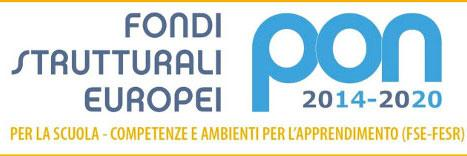 FONDI
STRUTTURALI
EUROPEI
pon
2014-2020
PER LA SCUOLA - COMPETENZE E AMBIENTI PER L'APPRENDIMENTO (FSE-FESR)